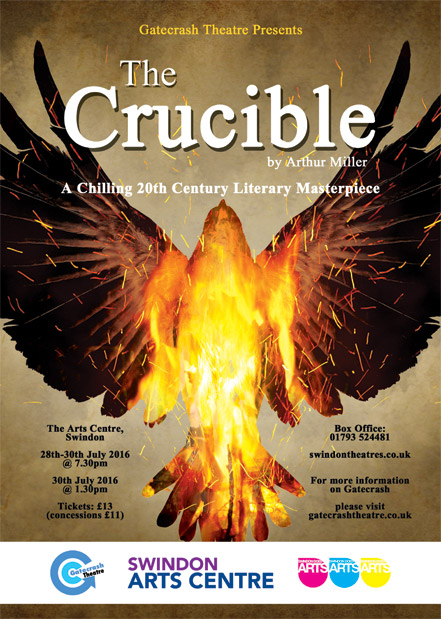 Gatecrash Theatre Presents
The
Crucible
by Arthur Miller
A Chilling 20th Century Literary Masterpiece
The Arts Centre,
Swindon
28th-30th July 2016
@ 7.30pm
30th July 2016
@ 1.30pm
Tickets: £13
(concessions £11)
Box Office:
01793 524481
swindontheatres.co.uk
For more information
on Gatecrash
please visit
gatecrashtheatre.co.uk
Gatecrash
Theatre
SWINDON
ARTS CENTRE
ARTS ARTS ARTS